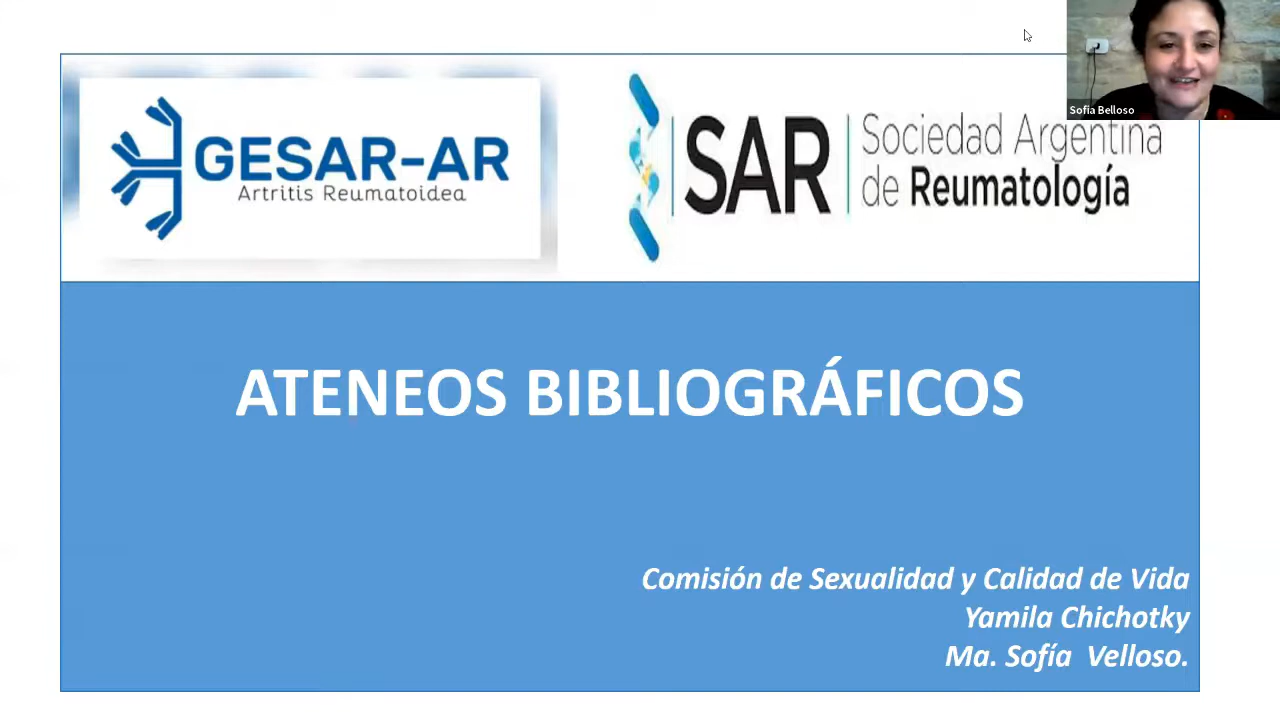 Sofía Belloso
GESAR-AR
Artritis Reumatoidea
SAR
Sociedad Argentina
de Reumatología
ATENEOS BIBLIOGRÁFICOS
Comisión de Sexualidad y Calidad de Vida
Yamila Chichotky
Ma. Sofía Velloso.